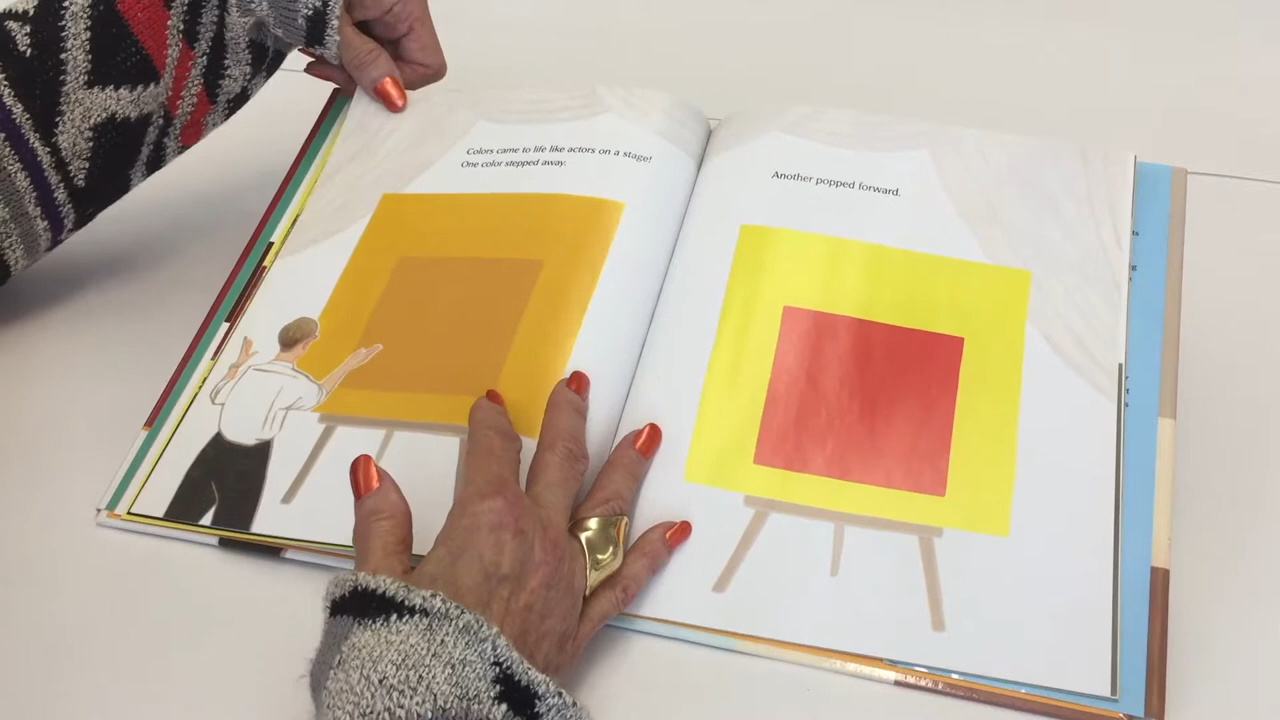 Colors came to life like actors on a stage!
One color stepped away.
Another popped forward.